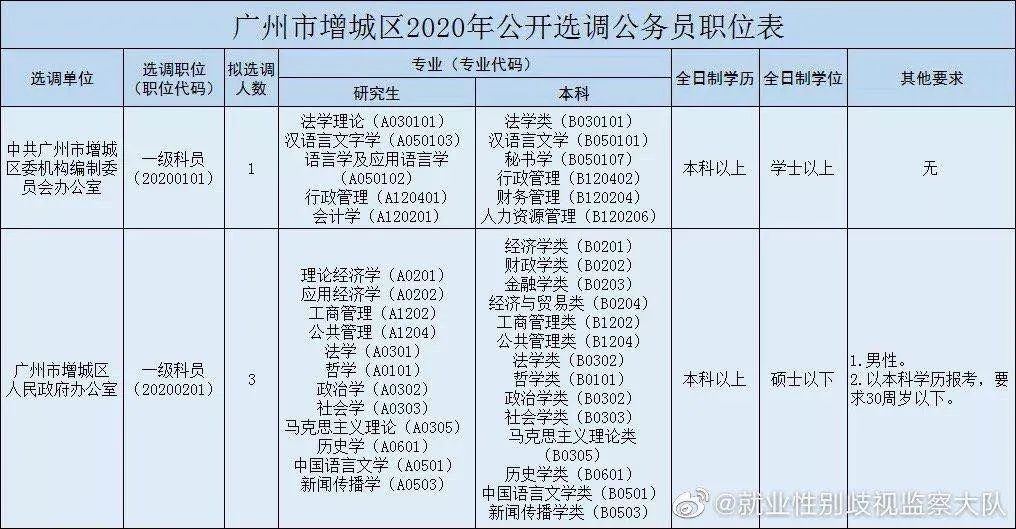 广州市增城区2020年公开选调公务员职位表
选调单位
选调职位
（职位代码）
拟选调
人数
专业（专业代码）
研究生
本科
全日制学历
全日制学位
其他要求
中共广州市增城
区委机构编制委
员会办公室
一级科员
（20200101）
1
法学理论（A030101）
汉语言文字学（A050103）
语言学及应用语言学
（A050102）
行政管理（A120401）
会计学（A120201）
法学类（B030101）
汉语言文学（B050101）
秘书学（B050107）
行政管理（B120402）
财务管理（B120204）
人力资源管理（B120206）
本科以上
学士以上
无
广州市增城区
人民政府办公室
一级科员
（20200201）
3
理论经济学（A0201）
应用经济学（A0202）
工商管理（A1202）
公共管理（A1204）
法学（A0301）
哲学（A0101）
政治学（A0302）
社会学（A0303）
马克思主义理论（A0305）
历史学（A0601）
中国语言文学（A0501）
新闻传播学（A0503）
经济学类（B0201）
财政学类（B0202）
金融学类（B0203）
经济与贸易类（B0204）
工商管理类（B1202）
公共管理类（B1204）
法学类（B0302）
哲学类（B0101）
政治学类（B0302）
社会学类（B0303）
马克思主义理论类
（B0305）
历史学类（B0601）
中国语言文学类（B0501）
新闻传播学类（B0503）
本科以上
硕士以下
1.男性。
2.以本科学历报考，要
求30周岁以下。
@就业性别歧视监察大队